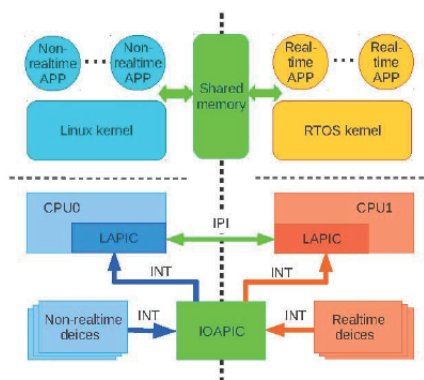 Non-
realtime
APP
Non-
realtime
APP
Linux kernel
Shared
memory
Real-
time
APP
Real-
time
APP
RTOS kernel
CPU0
LAPIC
IPI
CPU1
LAPIC
INT
INT
Non-realtime
deices
INT
IOAPIC
INT
Realtime
deices